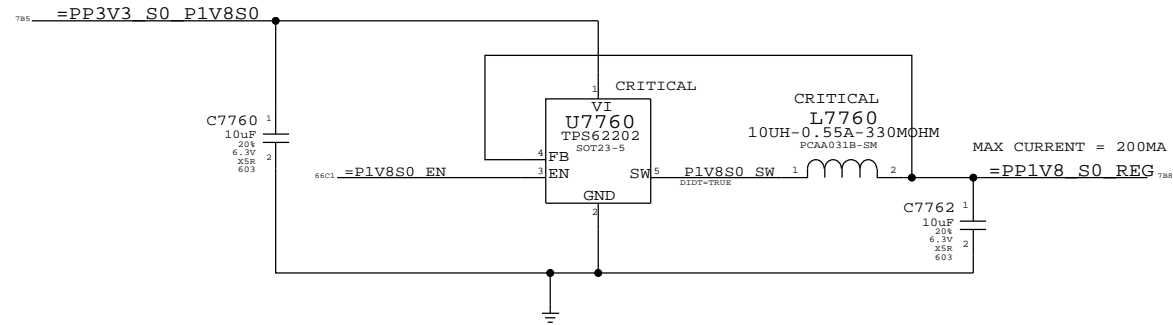 7B5 =PP3V3_S0_P1V8S0
CRITICAL
1
VI
U7760
TPS62202
SOT23-5
4 FB
3 EN
SW 5
GND
2
C7760 1
10uF
20%
6.3V 2
X5R
603
66C1 =P1V8S0_EN
P1V8S0_SW
DIDT=TRUE
CRITICAL
L7760
10UH-0.55A-330MOHM
PCAA031B-SM
1 2
MAX CURRENT = 200MA
=PP1V8_S0_REG 7B8
C7762 1
10uF
20%
6.3V 2
X5R
603